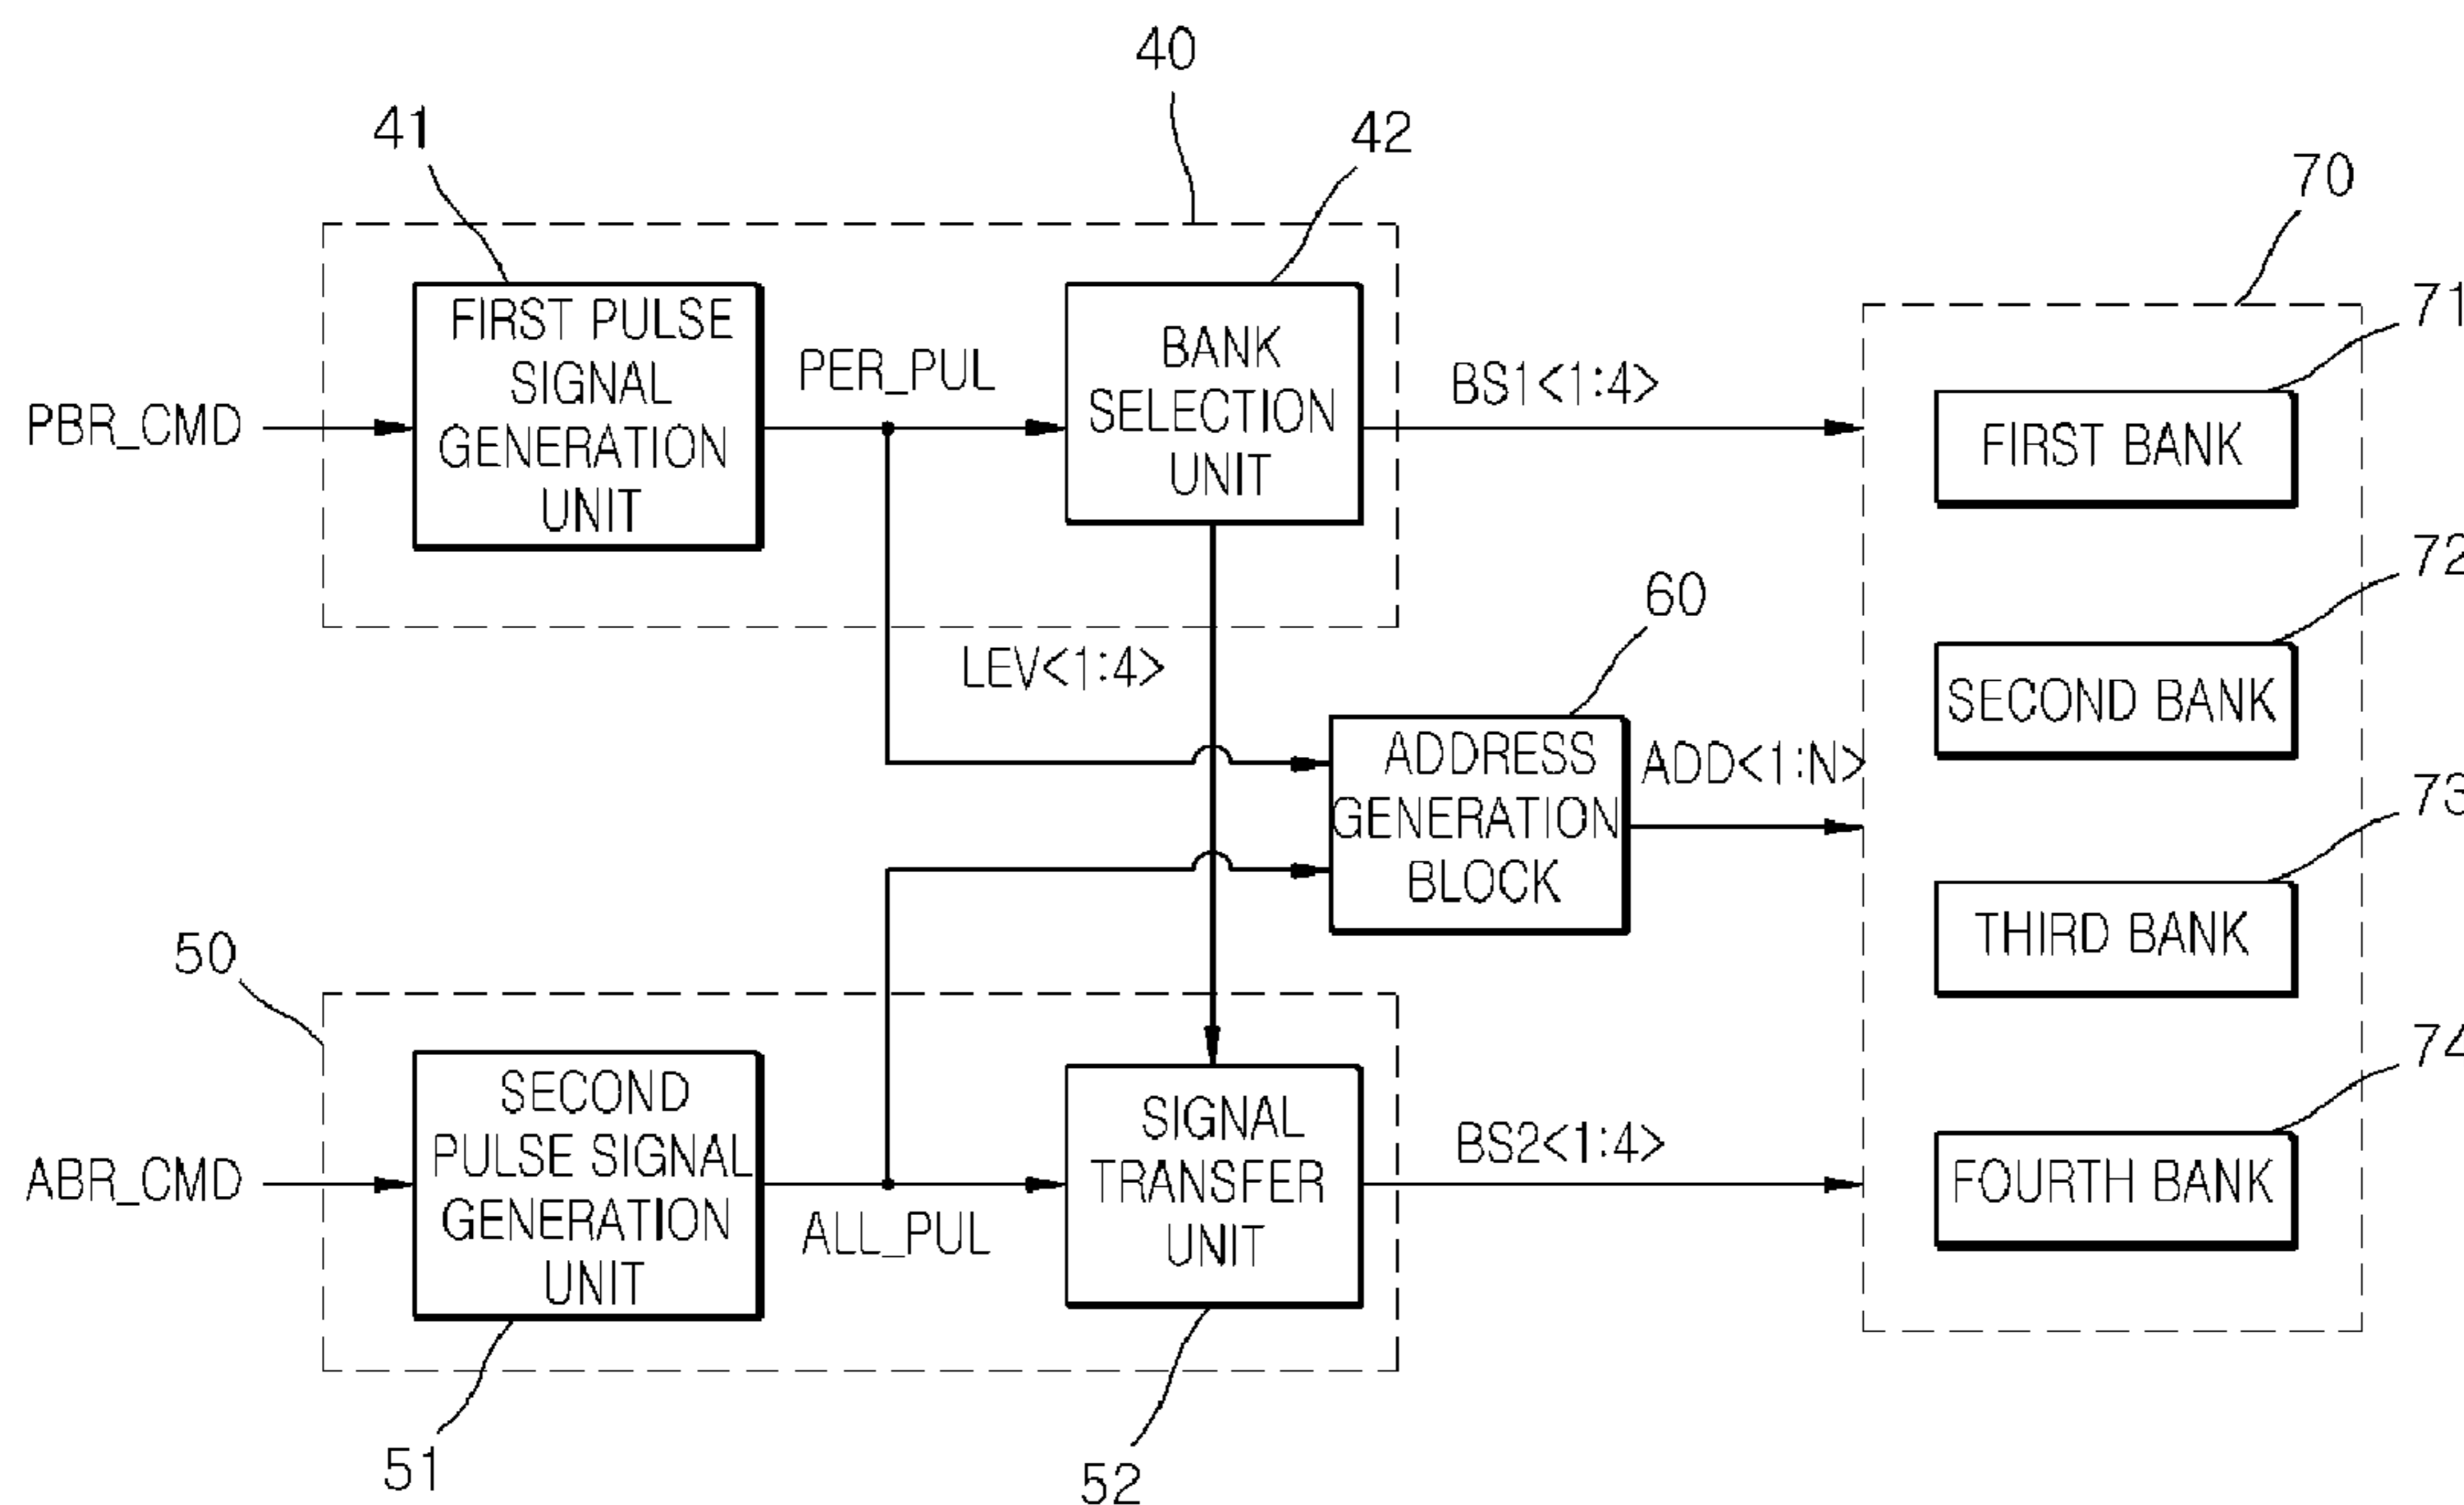 40
41
42
70
FIRST PULSE
SIGNAL
GENERATION
UNIT
PER_PUL
BANK
SELECTION
UNIT
BS1<1:4>
PBR_CMD
71
FIRST BANK
72
SECOND BANK
LEV<1:4>
60
ADDRESS
GENERATION
BLOCK
ADD<1:N>
73
THIRD BANK
50
74
FOURTH BANK
SECOND
PULSE SIGNAL
GENERATION
UNIT
ABR_CMD
ALL_PUL
SIGNAL
TRANSFER
UNIT
BS2<1:4>
51
52